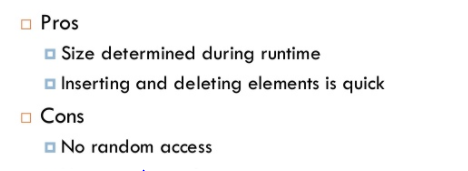 Pros
Size determined during runtime
Inserting and deleting elements is quick
Cons
No random access